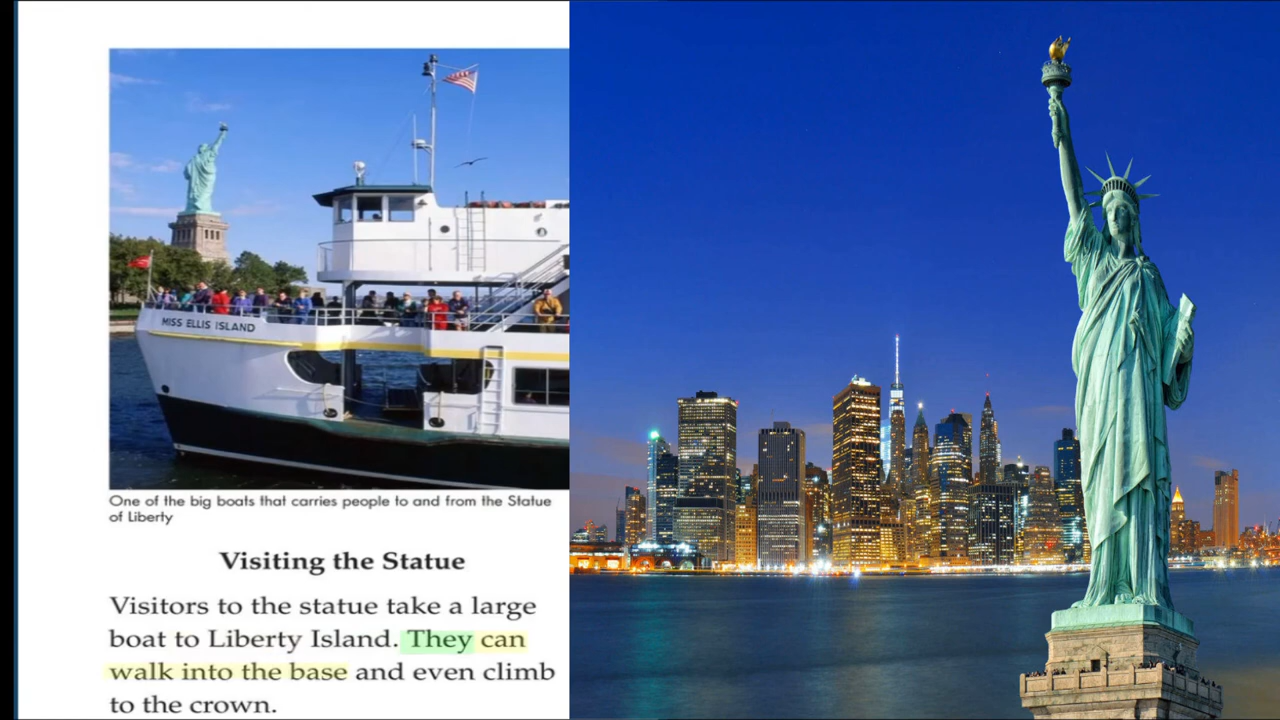 MISS ELLIS ISLAND
One of the big boats that carries people to and from the Statue
of Liberty
Visiting the Statue
Visitors to the statue take a large
boat to Liberty Island. They can
walk into the base and even climb
to the crown.